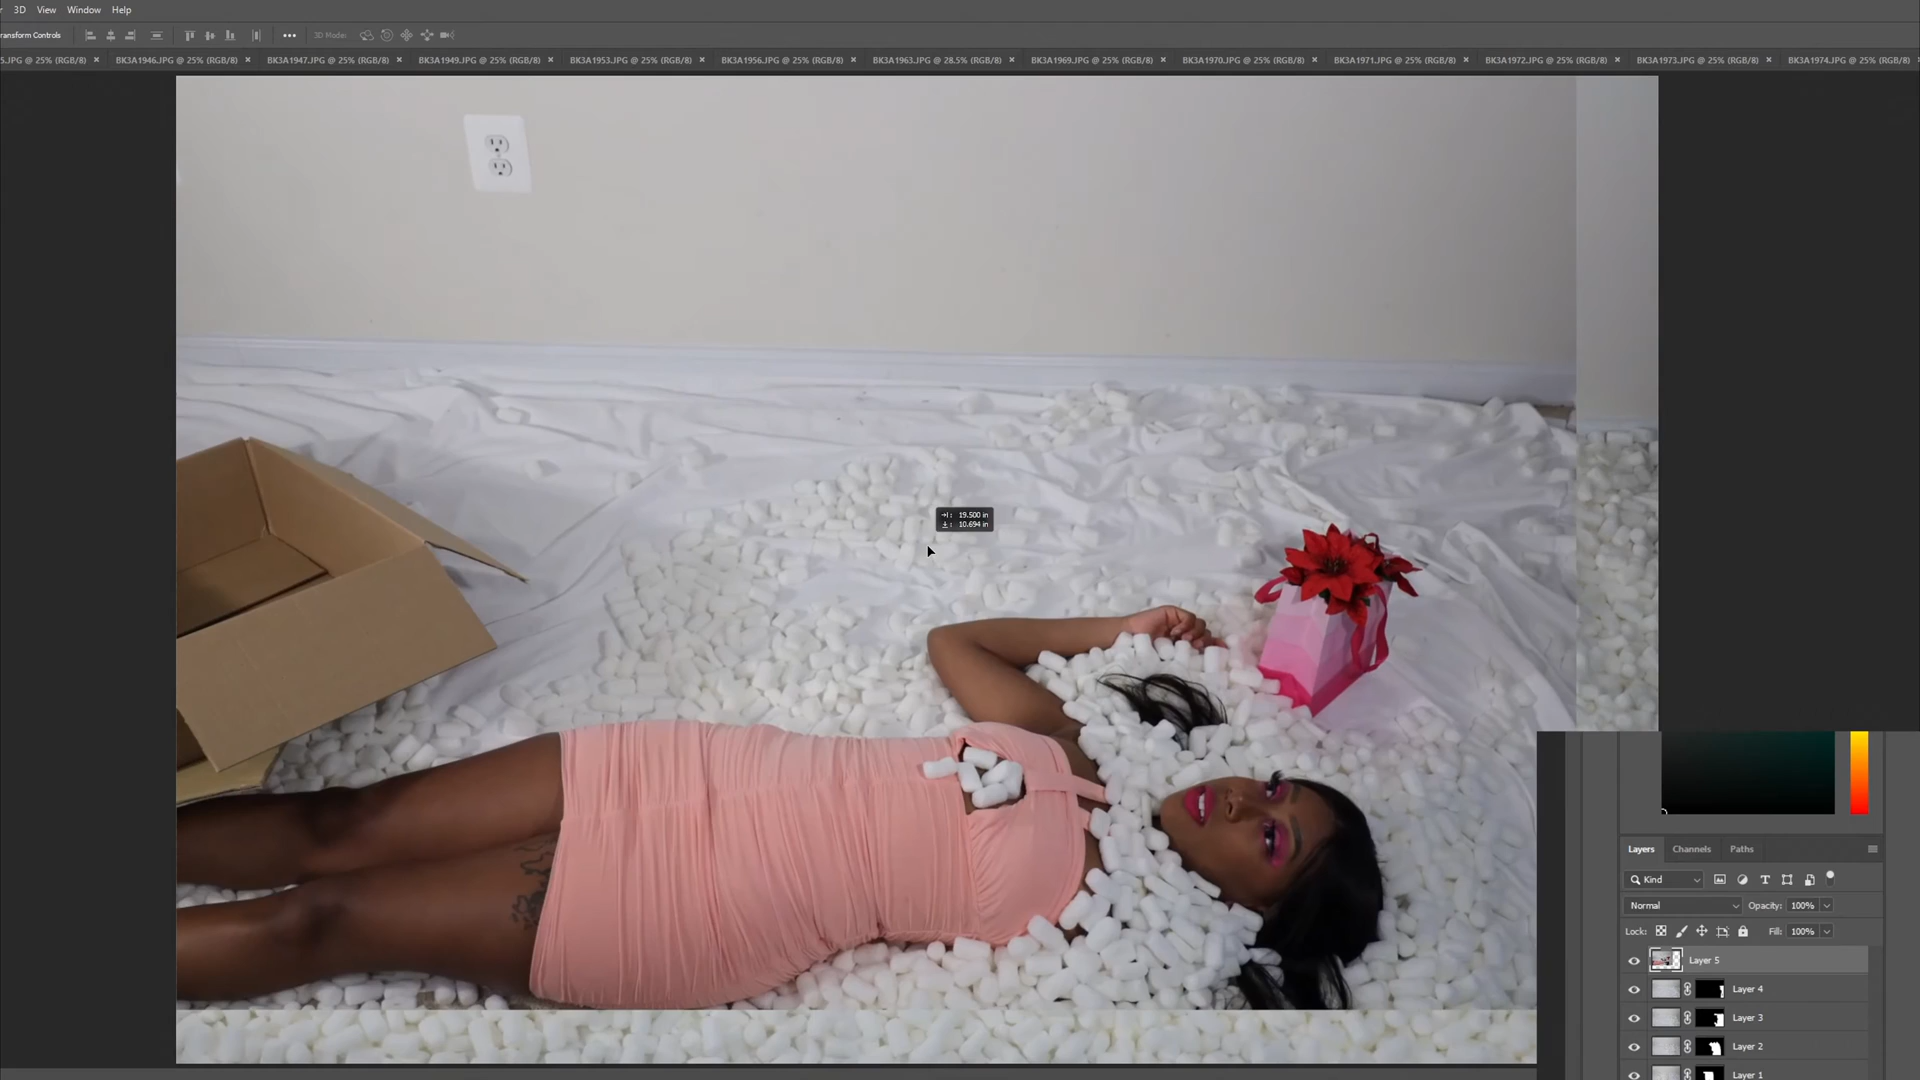 3D View Window Help
ransform Controls 3D Mode:
5.JPG @ 25% (RGB/8) × BK3A1946.JPG @ 25% (RGB/8) × BK3A1947.JPG @ 25% (RGB/8) × BK3A1949.JPG @ 25% (RGB/8) × BK3A1953.JPG @ 25% (RGB/8) × BK3A1956.JPG @ 25% (RGB/8) × BK3A1963.JPG @ 28.5% (RGB/8) × BK3A1969.JPG @ 25% (RGB/8) × BK3A1970.JPG @ 25% (RGB/8) × BK3A1971.JPG @ 25% (RGB/8) × BK3A1972.JPG @ 25% (RGB/8) × BK3A1973.JPG @ 25% (RGB/8) × BK3A1974.JPG @ 25% (RGB/8)
19.500 in
10.694 in
Layers Channels Paths
Kind
Normal Opacity: 100%
Lock: Fill: 100%
Layer 5
Layer 4
Layer 3
Layer 2
Layer 1